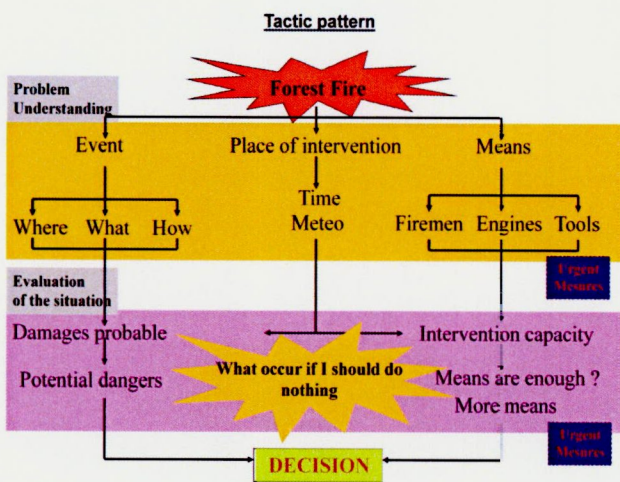 Tactic pattern
Forest Fire
Problem
Understanding
Event
Place of intervention
Means
Time
Meteo
Where What How
Firemen Engines Tools
Urgent
Mesures
Evaluation
of the situation
Damages probable
Intervention capacity
What occur if I should do
nothing
Potential dangers
Means are enough ?
More means
Urgent
Mesures
DECISION